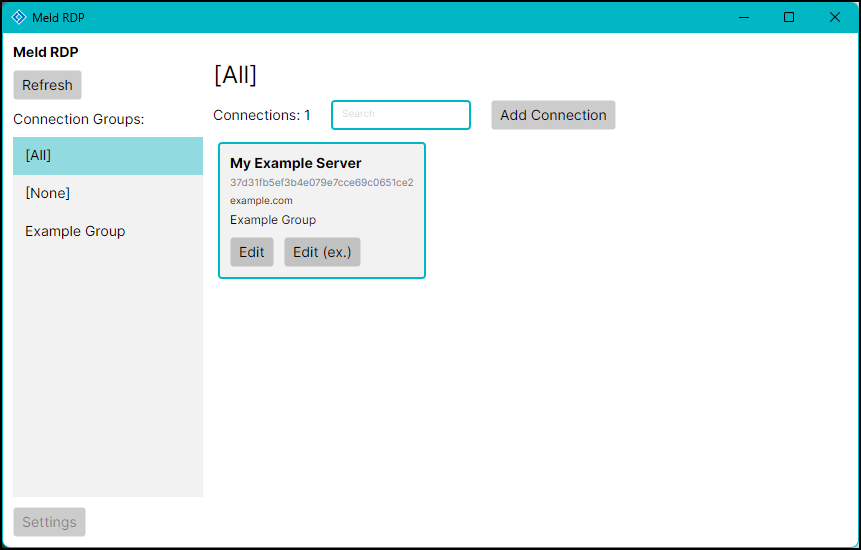 Meld RDP
Meld RDP
Refresh
Connection Groups:
[All]
[None]
Example Group
Settings
[All]
Connections: 1
Search
Add Connection
My Example Server
37d31fb5ef3b4e079e7cce69c0651ce2
example.com
Example Group
Edit
Edit (ex.)